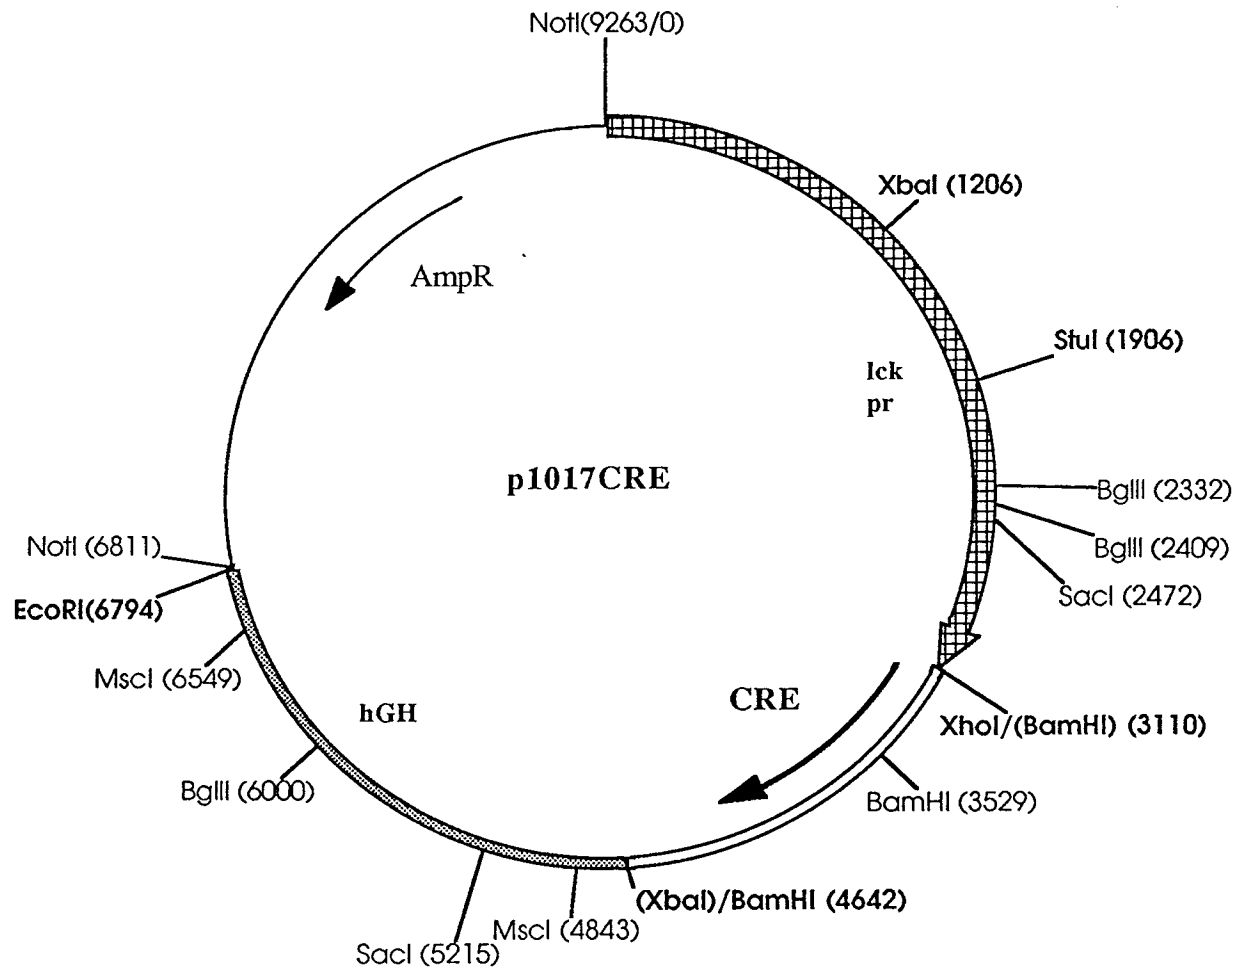 NotI(9263/0)
XbaI (1206)
AmpR
StuI (1906)
lck
pr
p1017CRE
BglII (2332)
BglII (2409)
SacI (2472)
NotI (6811)
EcoRI(6794)
MscI (6549)
hGH
CRE
XhoI/(BamHI) (3110)
BglII (6000)
BamHI (3529)
(XbaI)/BamHI (4642)
MscI (4843)
SacI (5215)